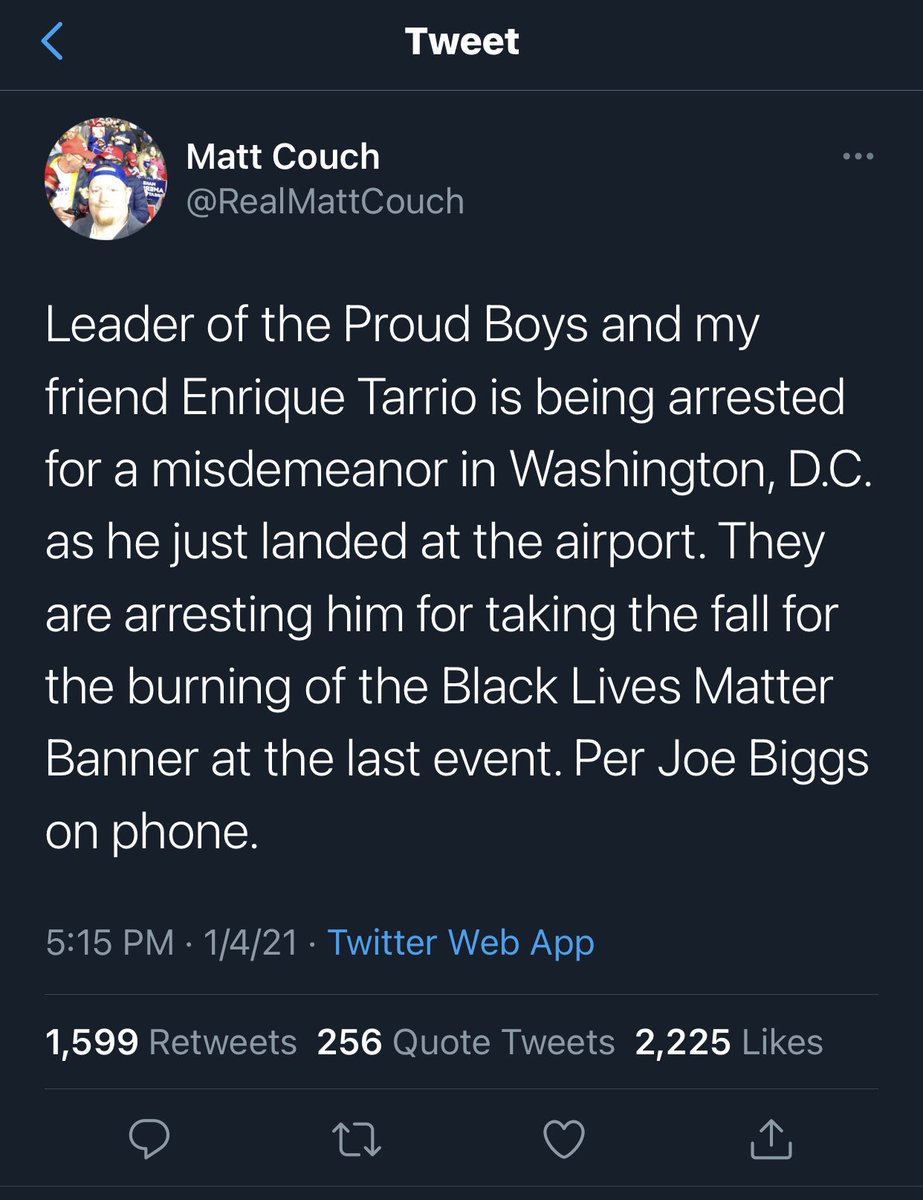 Tweet
Matt Couch
@RealMattCouch
Leader of the Proud Boys and my
friend Enrique Tarrio is being arrested
for a misdemeanor in Washington, D.C.
as he just landed at the airport. They
are arresting him for taking the fall for
the burning of the Black Lives Matter
Banner at the last event. Per Joe Biggs
on phone.
5:15 PM · 1/4/21 · Twitter Web App
1,599 Retweets 256 Quote Tweets 2,225 Likes